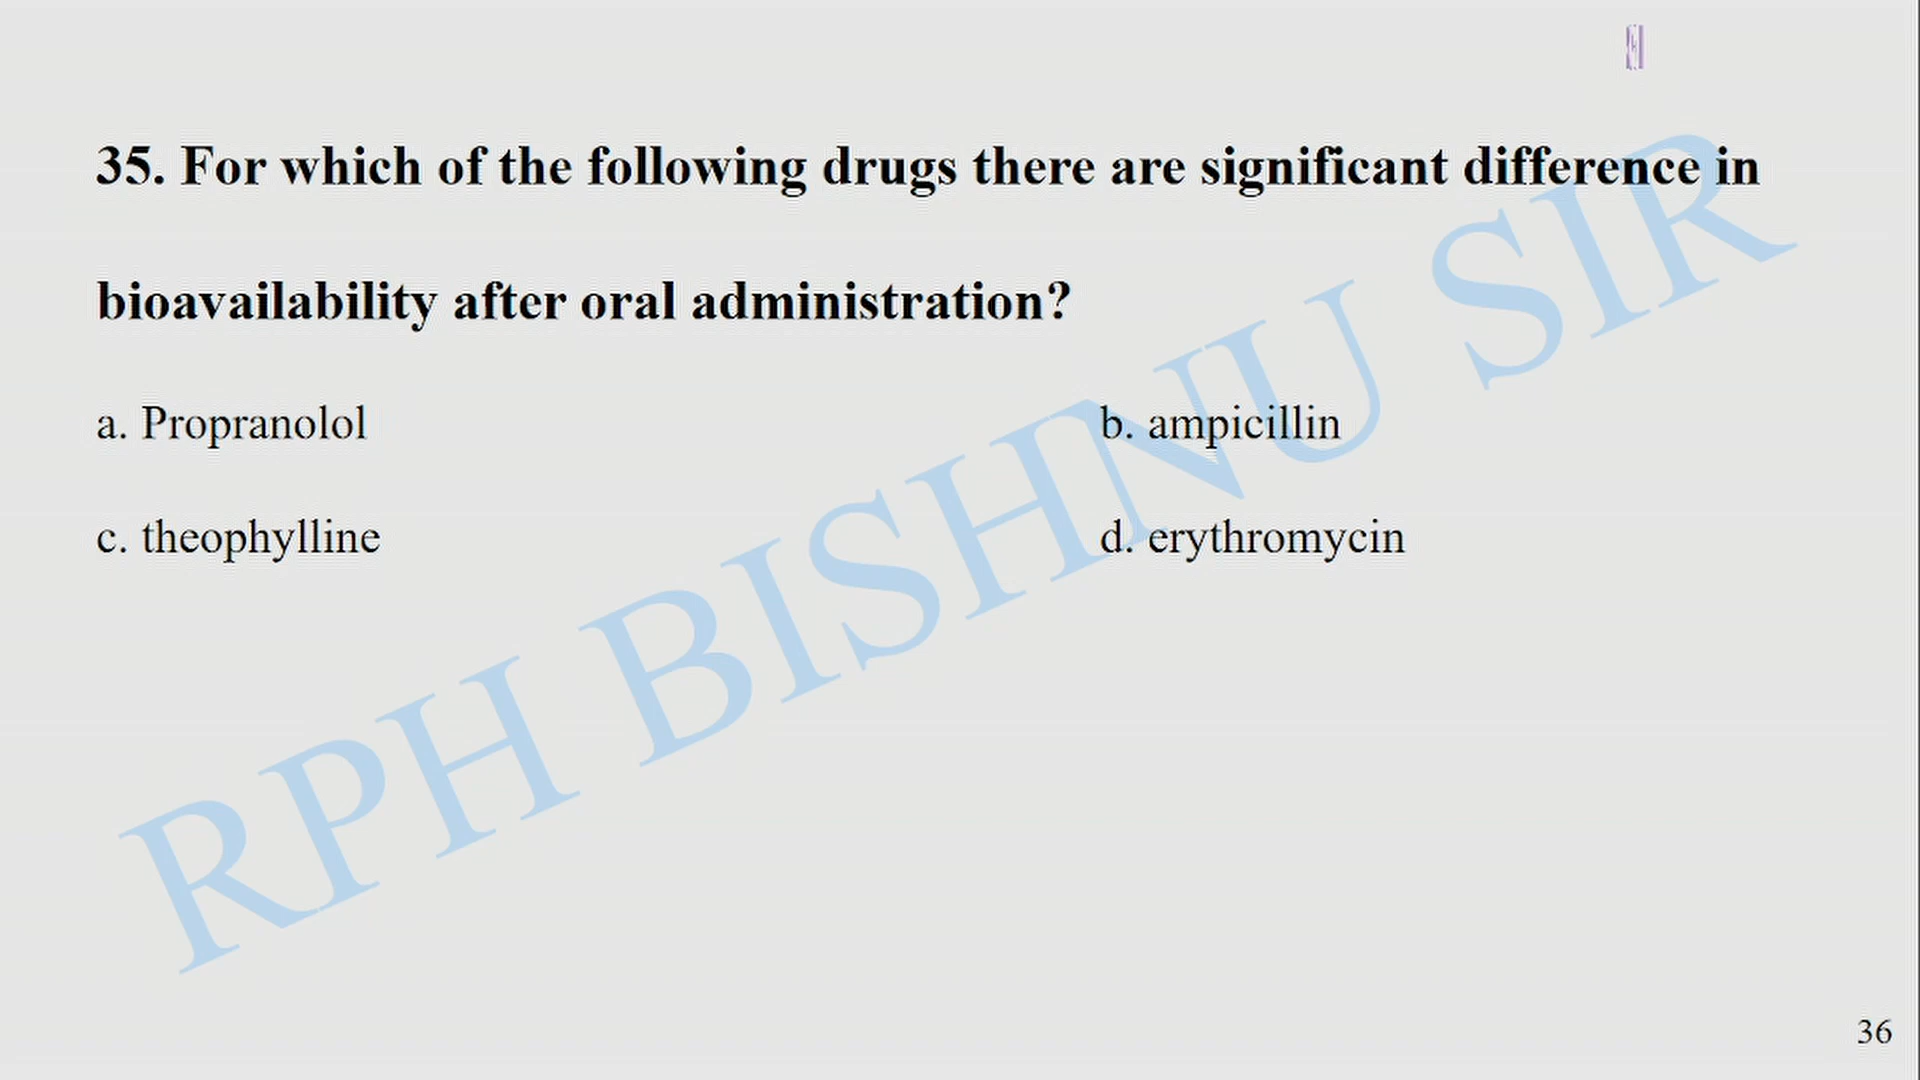 35. For which of the following drugs there are significant difference in
bioavailability after oral administration?
a. Propranolol
b. ampicillin
c. theophylline
d. erythromycin
RPH BISHNU SIR
36